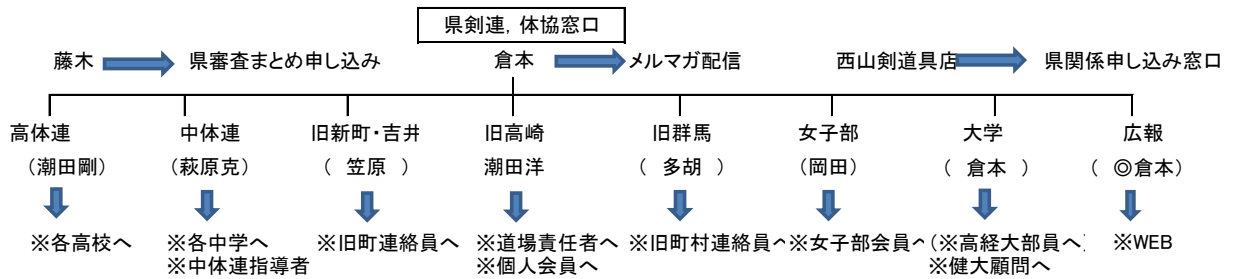 県剣連，体協窓口
藤木 県審査まとめ申し込み 倉本 メルマガ配信 西山剣道具店 県関係申し込み窓口
高体連 中体連 旧新町・吉井 旧高崎 旧群馬 女子部 大学 広報
（潮田剛） （萩原克） （ 笠原 ） 潮田洋 （ 多胡 ） （岡田） （ 倉本 ） （ ◎倉本）
※各高校へ ※各中学へ ※旧町連絡員へ ※道場責任者へ ※旧町村連絡員へ ※女子部会員へ （※高経大部員へ） ※WEB
※中体連指導者 ※個人会員へ ※健大顧問へ